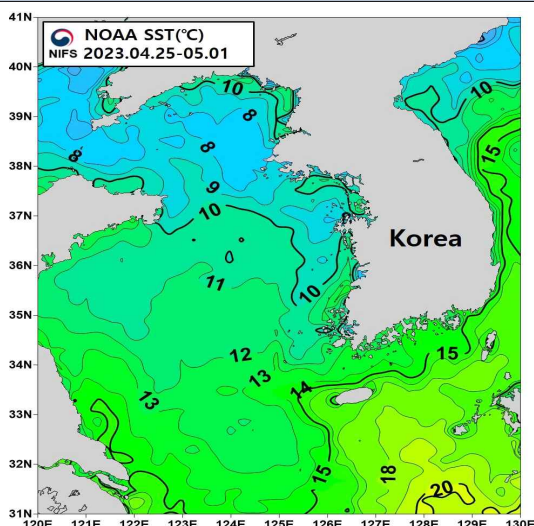 41N
NOAA SST(℃)
NIFS 2023.04.25-05.01
40N
10
10
39N
8
15
8
38N
8
9
37N
10
Korea
36N
11
10
35N
12
15
34N
13
14
13
33N
32N
15
18
20
31N
120E 121E 122E 123E 124E 125E 126E 127E 128E 129E 130E